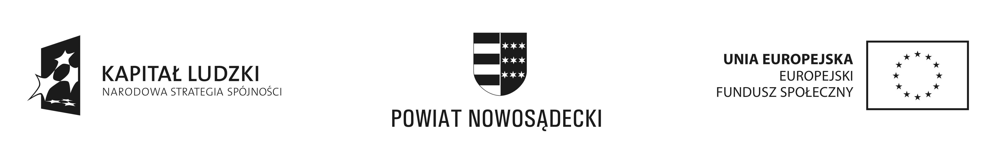 KAPITAŁ LUDZKI
NARODOWA STRATEGIA SPÓJNOŚCI
POWIAT NOWOSĄDECKI
UNIA EUROPEJSKA
EUROPEJSKI
FUNDUSZ SPOŁECZNY